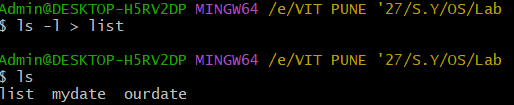 Admin@DESKTOP-H5RV2DP MINGW64 /e/VIT PUNE '27/S.Y/OS/Lab
$ ls -l > list
Admin@DESKTOP-H5RV2DP MINGW64 /e/VIT PUNE '27/S.Y/OS/Lab
$ ls
list  mydate  ourdate